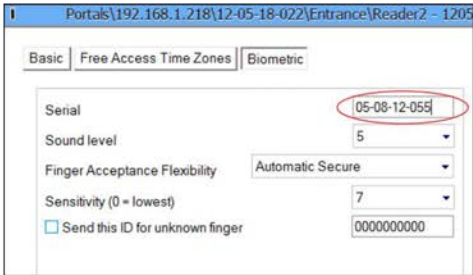 Portals\192.168.1.218\12-05-18-022\Entrance\Reader2 - 1205
Basic Free Access Time Zones Biometric
Serial 05-08-12-055
Sound level 5
Finger Acceptance Flexibility Automatic Secure
Sensitivity (0 = lowest) 7
Send this ID for unknown finger 0000000000